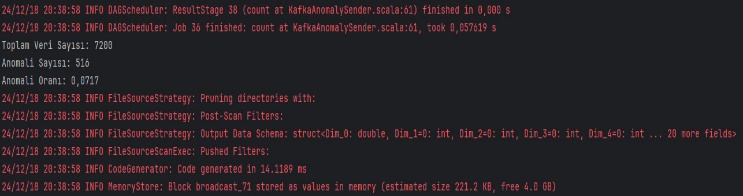 24/12/18 20:38:58 INFO DAGScheduler: ResultStage 38 (count at KafkaAnomalySender.scala:61) finished in 0,000 s
24/12/18 20:38:58 INFO DAGScheduler: Job 36 finished: count at KafkaAnomalySender.scala:61, took 0,057619 s
Toplam Veri Sayısı: 7200
Anomali Sayısı: 516
Anomali Oranı: 0,0717
24/12/18 20:38:58 INFO FileSourceStrategy: Pruning directories with:
24/12/18 20:38:58 INFO FileSourceStrategy: Post-Scan Filters:
24/12/18 20:38:58 INFO FileSourceStrategy: Output Data Schema: struct<Dim_0: double, Dim_1=0: int, Dim_2=0: int, Dim_3=0: int, Dim_4=0: int ... 20 more fields>
24/12/18 20:38:58 INFO FileSourceScanExec: Pushed Filters:
24/12/18 20:38:58 INFO CodeGenerator: Code generated in 14.1189 ms
24/12/18 20:38:58 INFO MemoryStore: Block broadcast_71 stored as values in memory (estimated size 221.2 KB, free 4.0 GB)